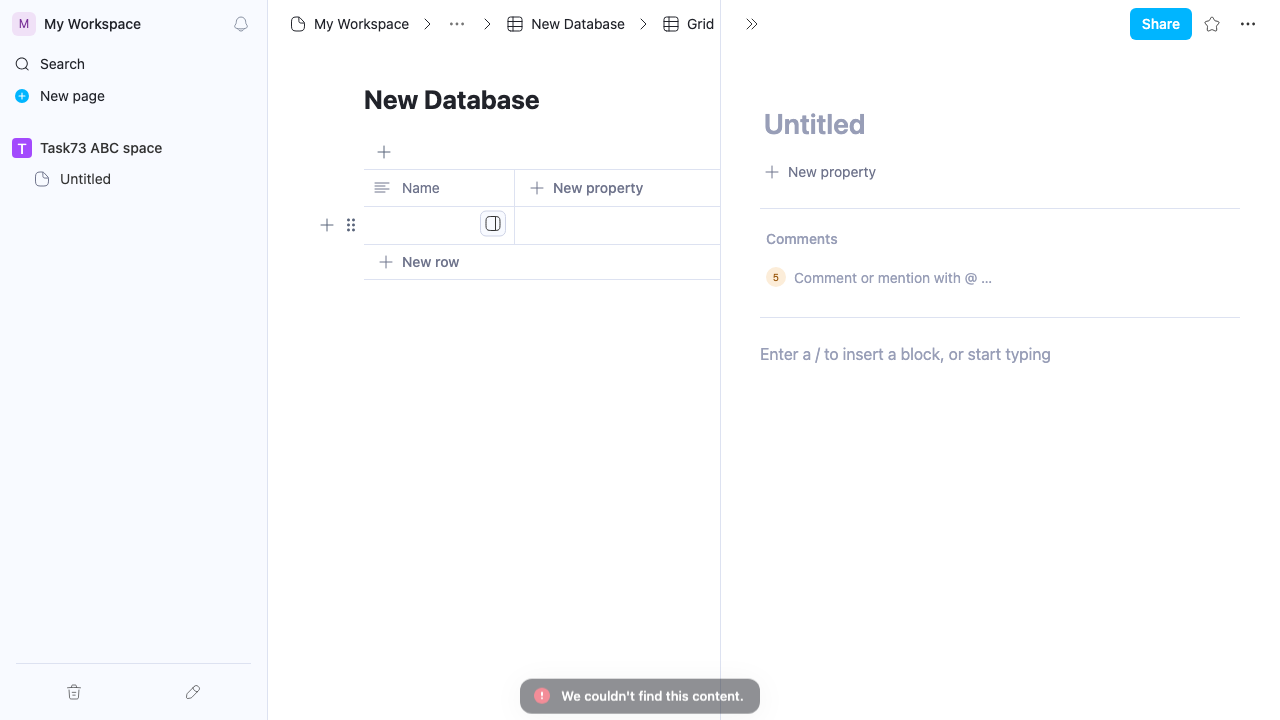 M My Workspace
Search
New page
T Task73 ABC space
Untitled
My Workspace
New Database
Grid
New Database
Name
New property
New row
Share
Untitled
New property
Comments
5 Comment or mention with @ ...
Enter a / to insert a block, or start typing
We couldn't find this content.